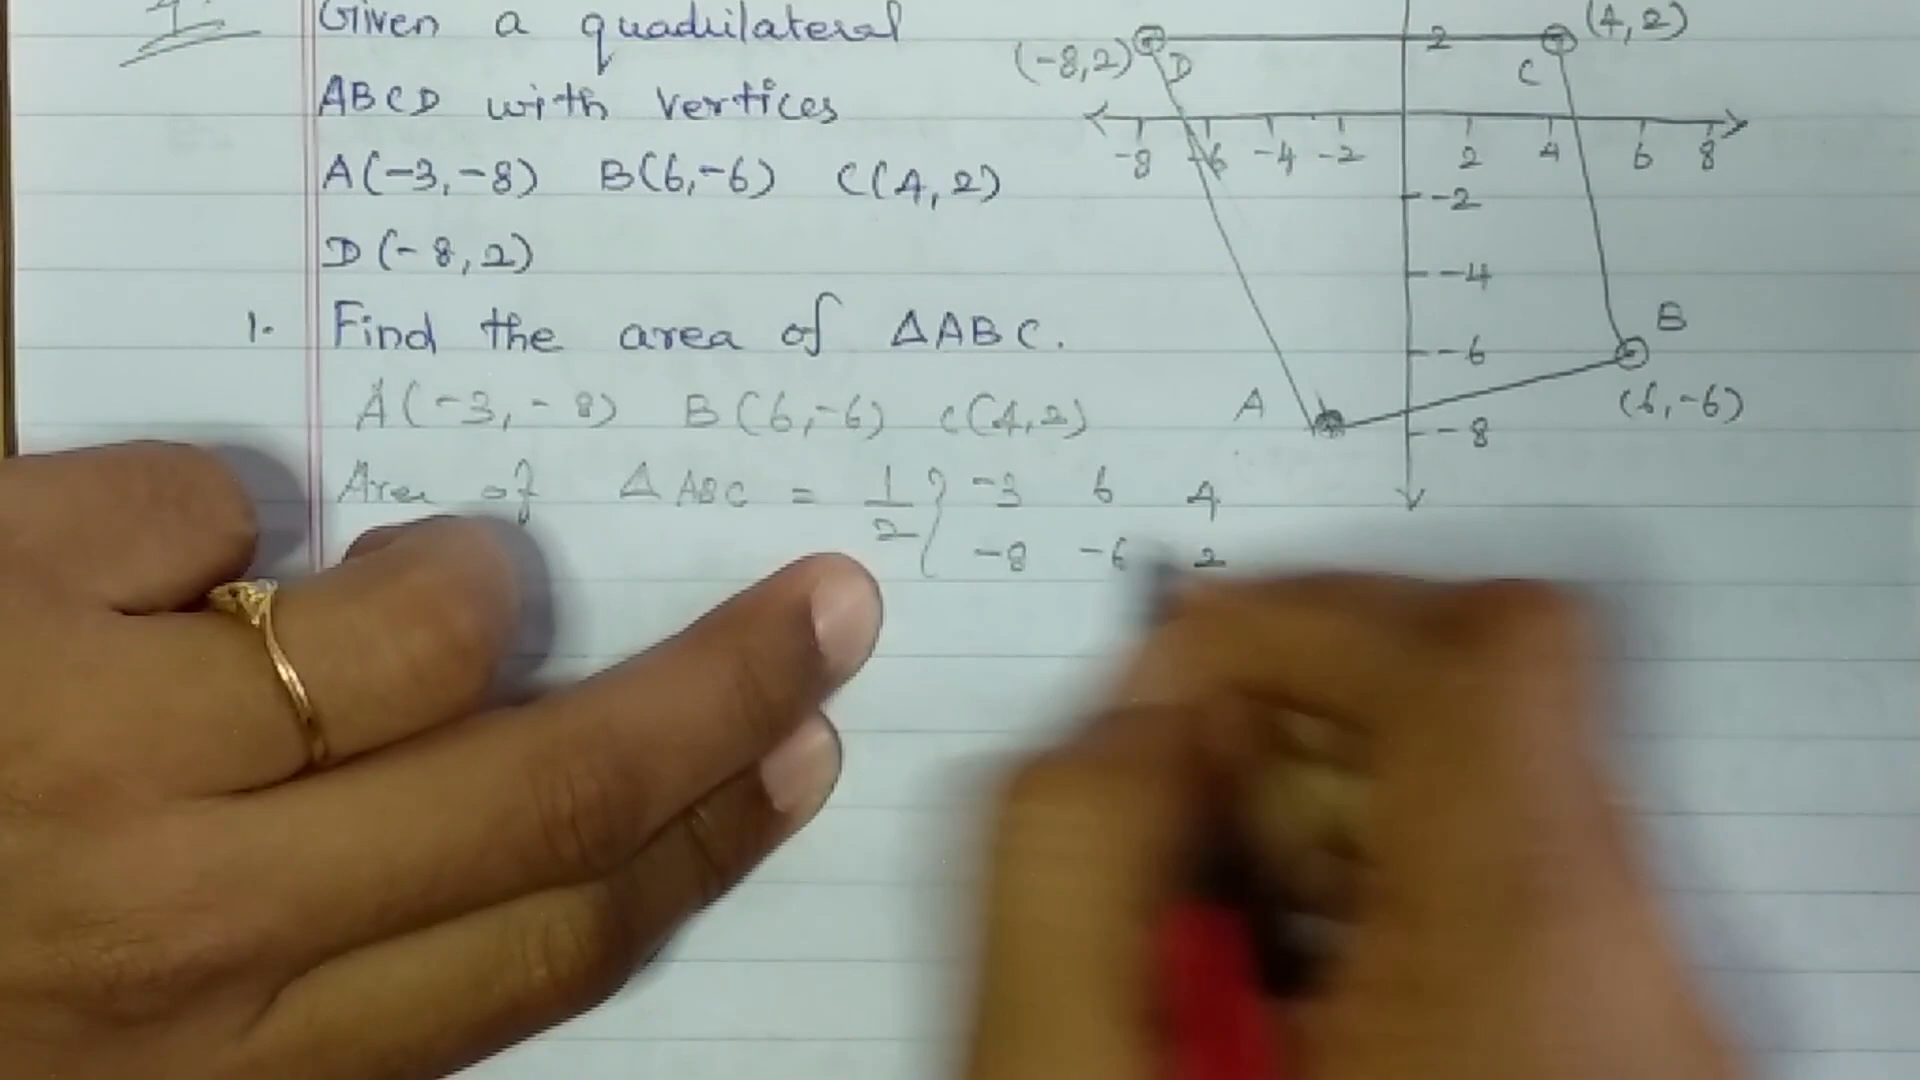 Given a quadrilateral
ABCD with vertices
A(-3,-8) B(6,-6) C(4,2)
D(-8,2)
1. Find the area of ΔABC.
A(-3,-8) B(6,-6) C(4,2)
Area of ΔABC = 1/2 { -3 6 4
-8 -6 2
(-8,2) D
2
(4,2)
C
-8 -6 -4 -2 2 4 6 8
-2
-4
-6
-8
B
(6,-6)
A